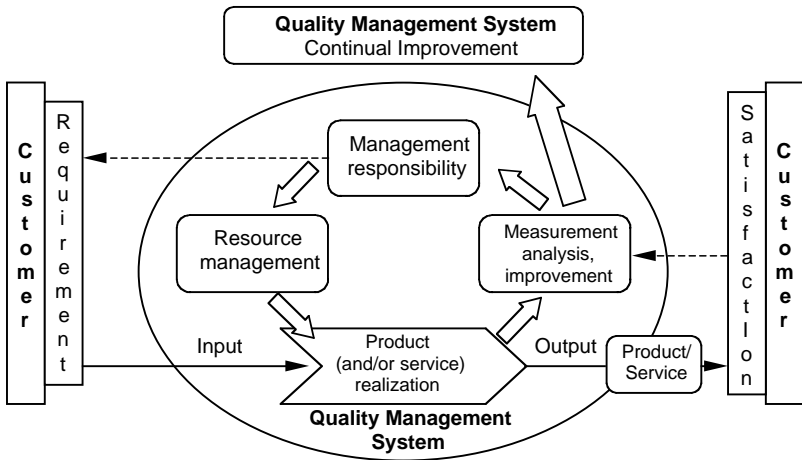 Quality Management System
Continual Improvement
Customer
Requirement
Management
responsibility
Resource
management
Measurement
analysis,
improvement
Input
Product
(and/or service)
realization
Output
Product/
Service
Quality Management
System
SatisfactIon
Customer